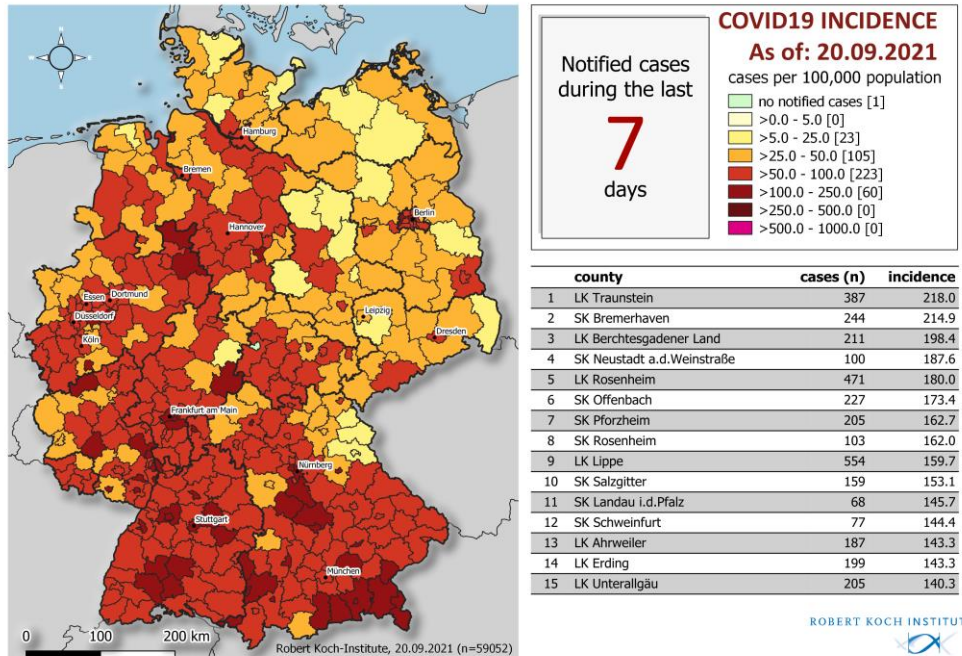 Hamburg
Bremen
Berlin
Hannover
Essen
Dortmund
Düsseldorf
Leipzig
Köln
Dresden
Frankfurt am Main
Nürnberg
Stuttgart
München
0 100 200 km
Robert Koch-Institute, 20.09.2021 (n=59052)
Notified cases
during the last
7
days
COVID19 INCIDENCE
As of: 20.09.2021
cases per 100,000 population
no notified cases [1]
>0.0 - 5.0 [0]
>5.0 - 25.0 [23]
>25.0 - 50.0 [105]
>50.0 - 100.0 [223]
>100.0 - 250.0 [60]
>250.0 - 500.0 [0]
>500.0 - 1000.0 [0]
county cases (n) incidence
1 LK Traunstein 387 218.0
2 SK Bremerhaven 244 214.9
3 LK Berchtesgadener Land 211 198.4
4 SK Neustadt a.d.Weinstraße 100 187.6
5 LK Rosenheim 471 180.0
6 SK Offenbach 227 173.4
7 SK Pforzheim 205 162.7
8 SK Rosenheim 103 162.0
9 LK Lippe 554 159.7
10 SK Salzgitter 159 153.1
11 SK Landau i.d.Pfalz 68 145.7
12 SK Schweinfurt 77 144.4
13 LK Ahrweiler 187 143.3
14 LK Erding 199 143.3
15 LK Unterallgäu 205 140.3
ROBERT KOCH INSTITUT